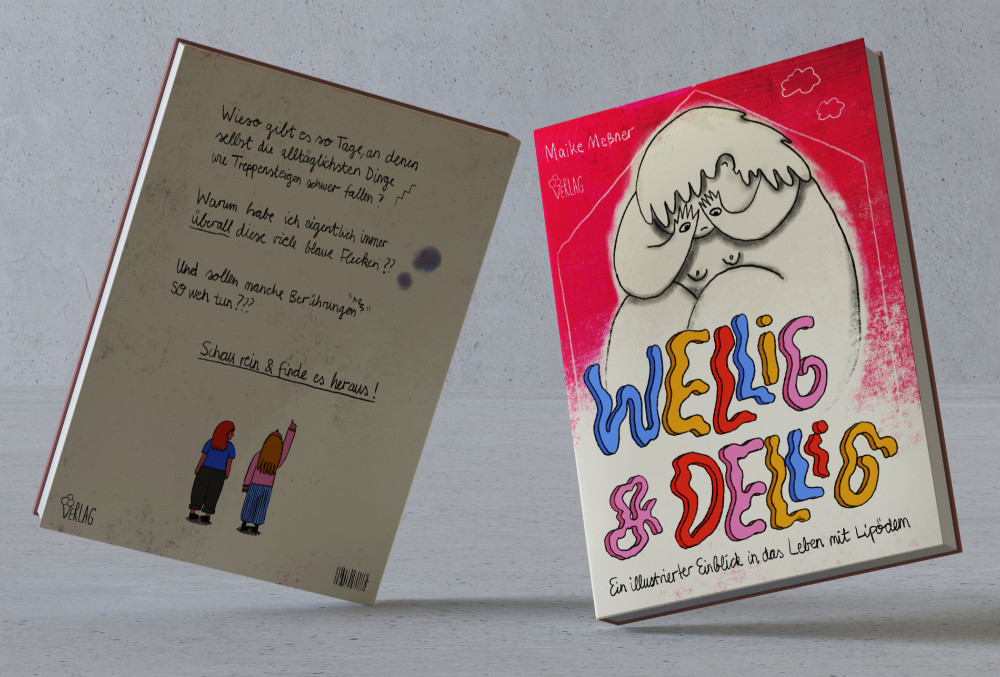 Wieso gibt es so Tage, an denen
selbst die alltäglichsten Dinge
wie Treppensteigen schwer fallen?
Warum habe ich eigentlich immer
überall diese viele blaue Flecken??
Und sollen manche Berührungen
so weh tun???
Schau rein & finde es heraus!
VERLAG
Maike Meßner
VERLAG
WELLiG
& DELLiG
Ein illustrierter Einblick in das Leben mit Lipödem